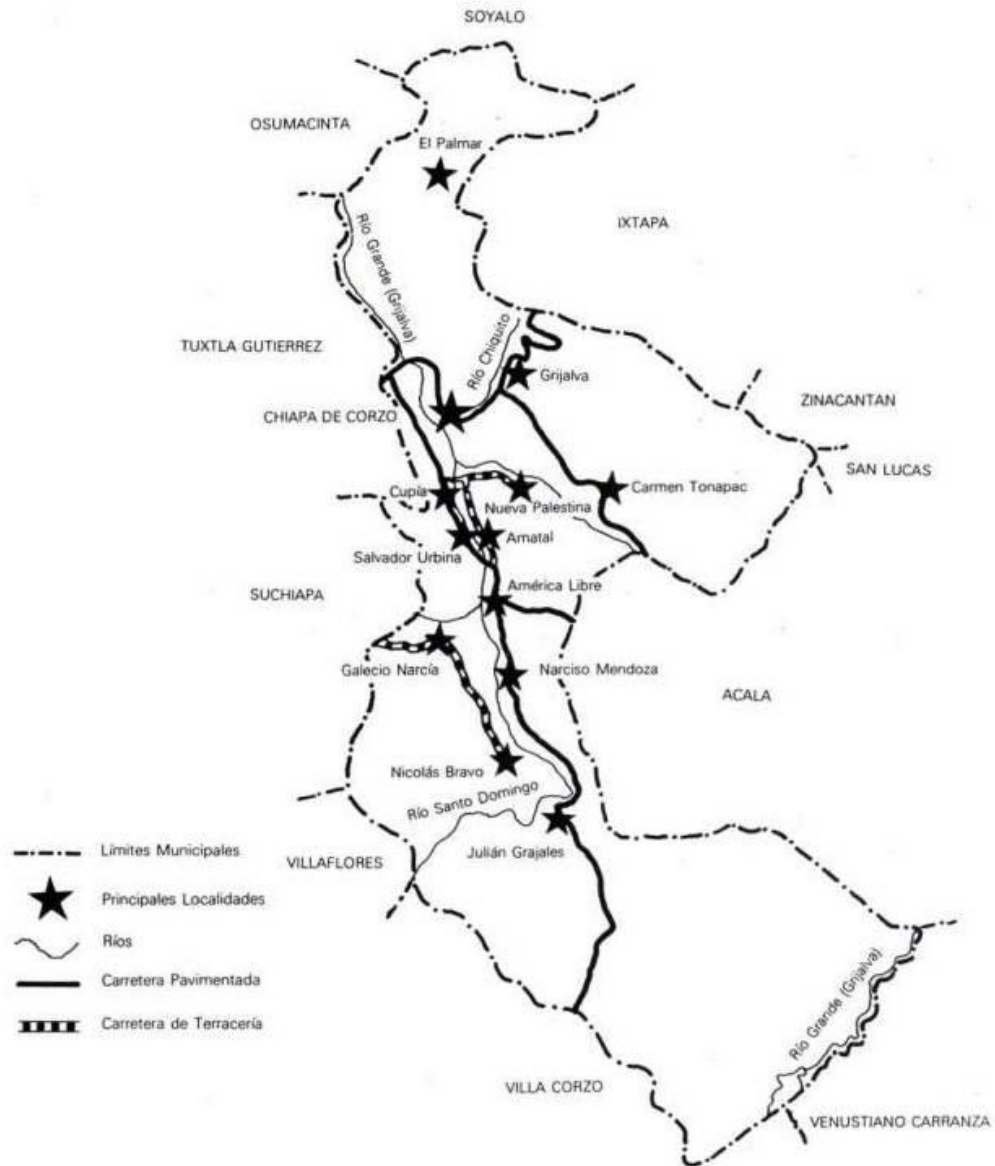 SOYALO
OSUMACINTA
El Palmar
IXTAPA
Río Grande (Grijalva)
Río Chiquito
TUXTLA GUTIERREZ
Grijalva
ZINACANTAN
CHIAPA DE CORZO
SAN LUCAS
Cupía
Carmen Tonapac
Nueva Palestina
Amatal
Salvador Urbina
América Libre
SUCHIAPA
Galecio Narcía
Narciso Mendoza
ACALA
Nicolás Bravo
Río Santo Domingo
Julián Grajales
VILLAFLORES
Límites Municipales
Principales Localidades
Ríos
Carretera Pavimentada
Carretera de Terracería
Río Grande (Grijalva)
VILLA CORZO
VENUSTIANO CARRANZA